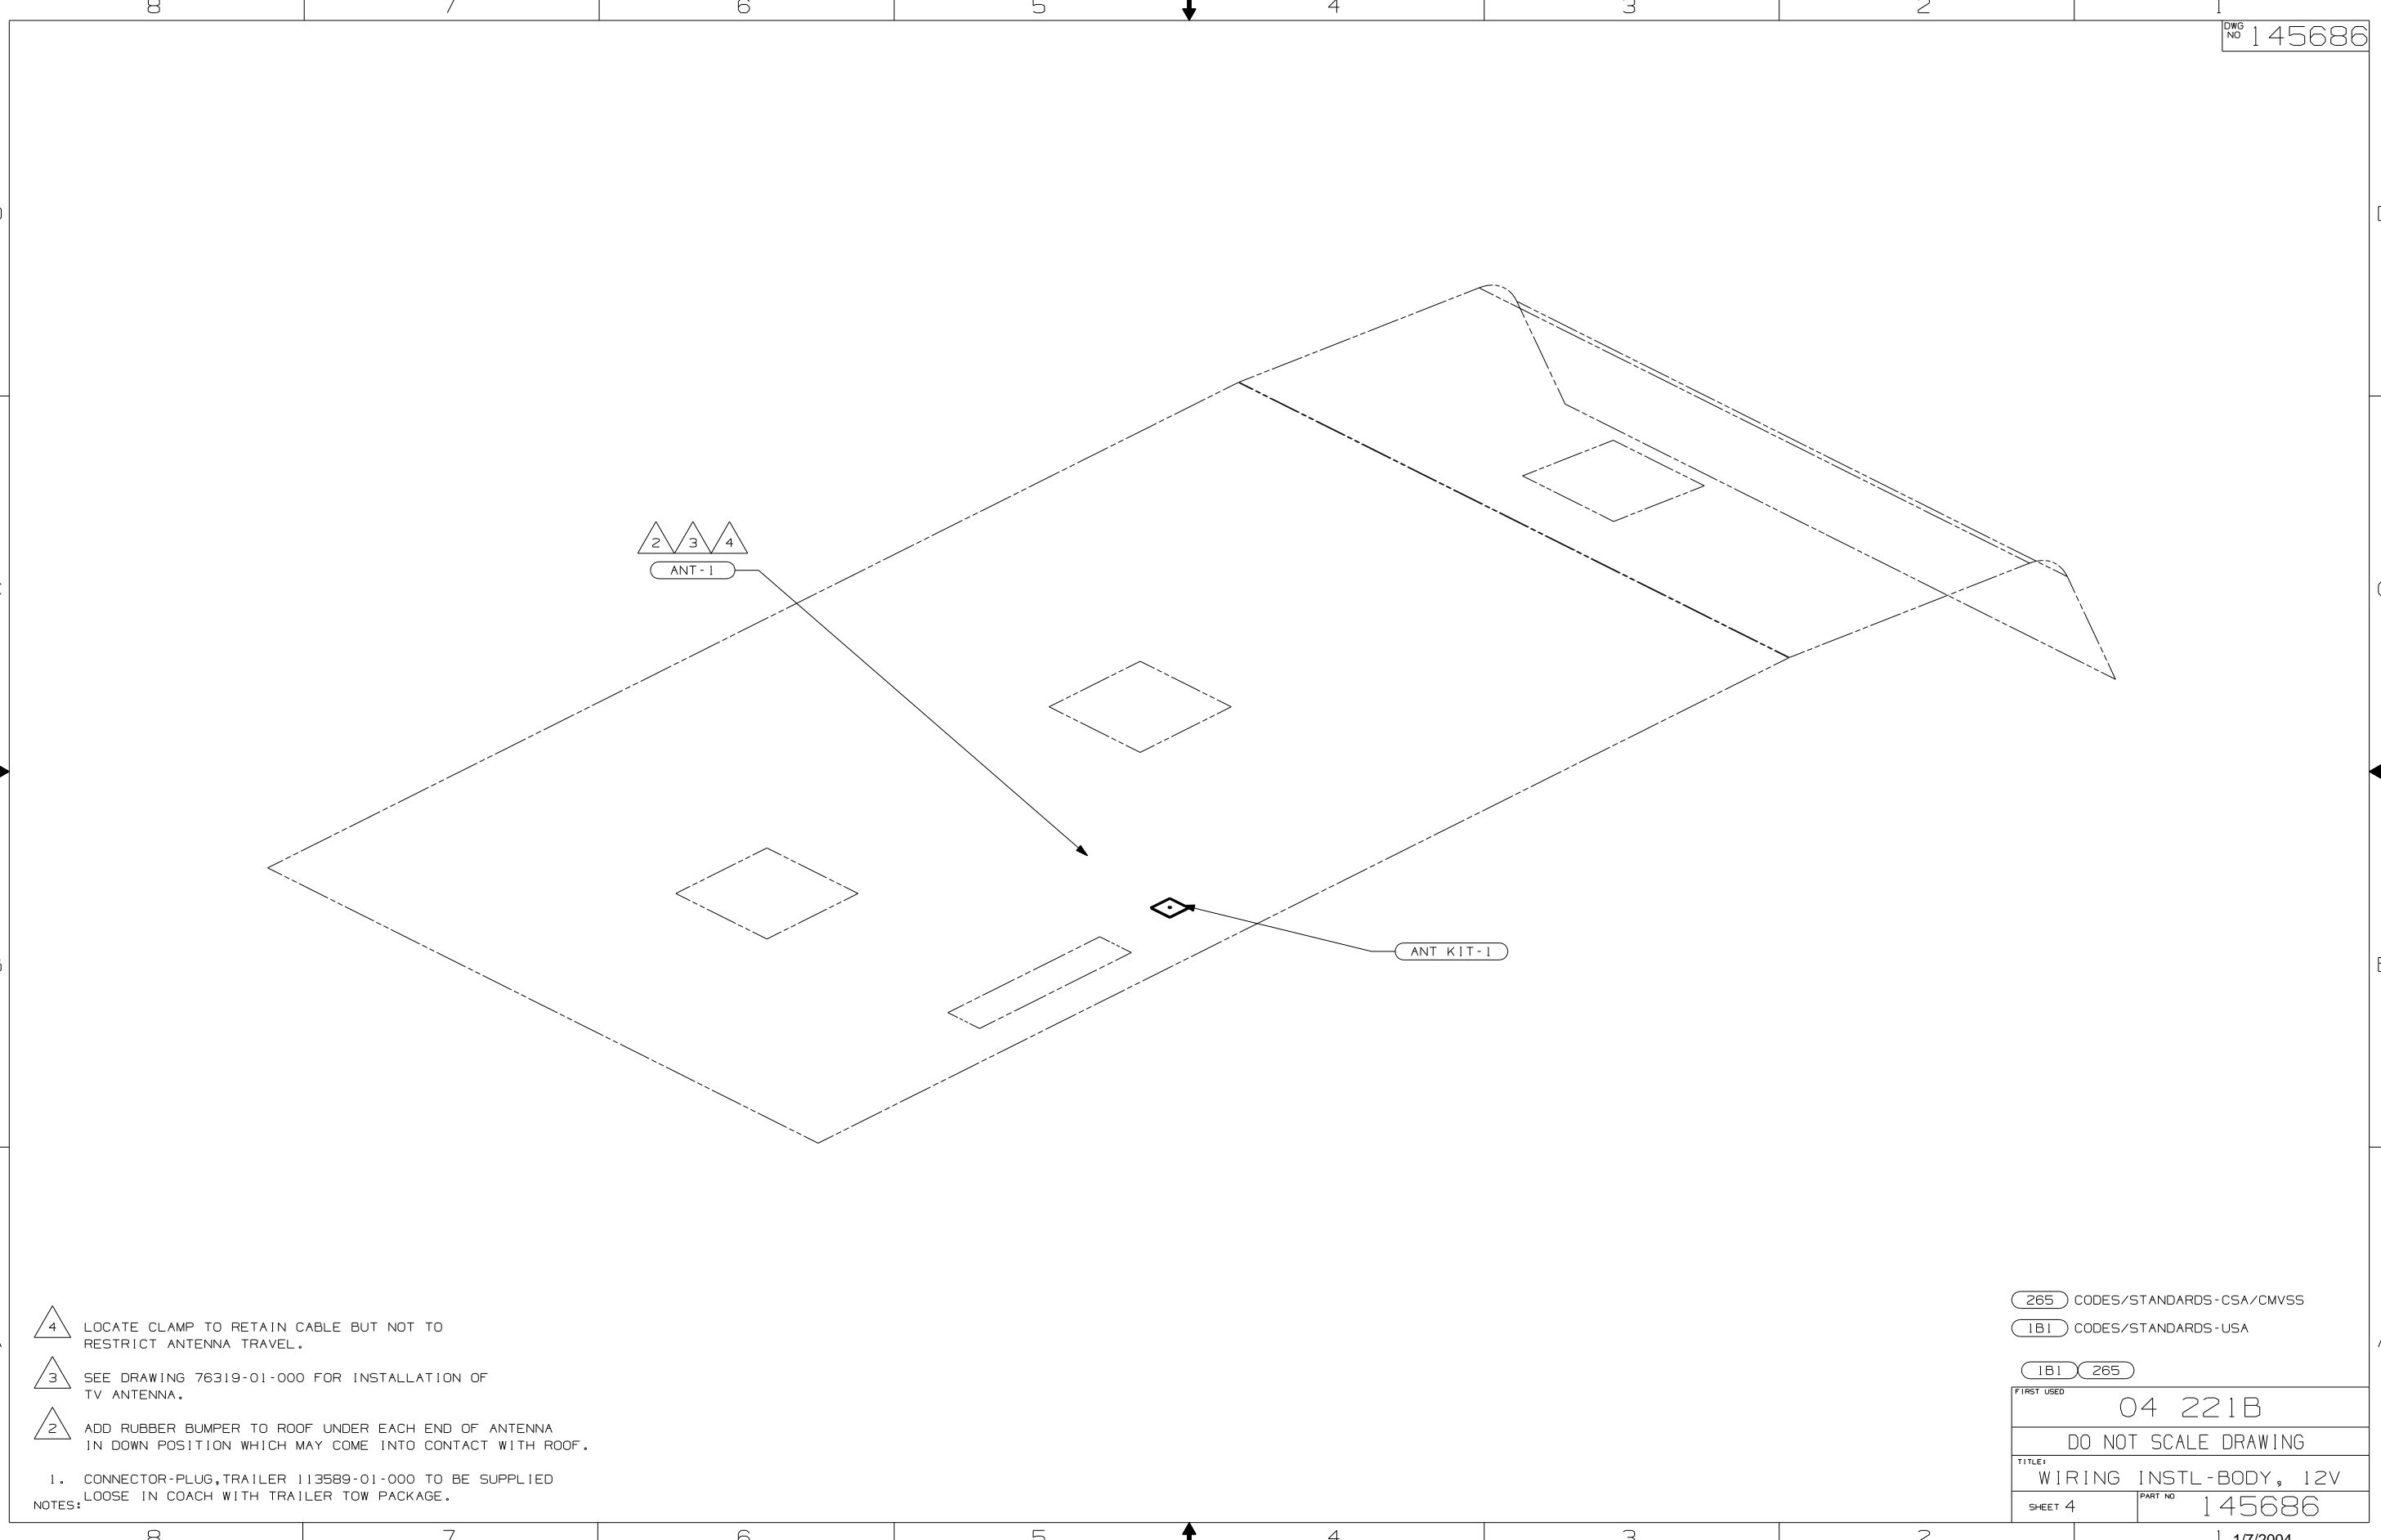 8 7 6 5 4 3 2 1
DWG NO 145686
D D
2 3 4
ANT-1
C
ANT KIT-1
B
4 LOCATE CLAMP TO RETAIN CABLE BUT NOT TO
RESTRICT ANTENNA TRAVEL.
3 SEE DRAWING 76319-01-000 FOR INSTALLATION OF
TV ANTENNA.
2 ADD RUBBER BUMPER TO ROOF UNDER EACH END OF ANTENNA
IN DOWN POSITION WHICH MAY COME INTO CONTACT WITH ROOF.
1. CONNECTOR-PLUG,TRAILER 113589-01-000 TO BE SUPPLIED
LOOSE IN COACH WITH TRAILER TOW PACKAGE.
NOTES:
265 CODES/STANDARDS-CSA/CMVSS
1B1 CODES/STANDARDS-USA
1B1 265
FIRST USED
04 221B
DO NOT SCALE DRAWING
TITLE:
WIRING INSTL-BODY, 12V
SHEET 4 PART NO 145686
8 7 6 5 4 3 2 1
1/7/2004